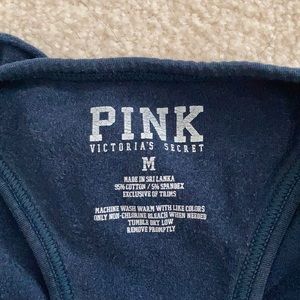 PINK
VICTORIA'S SECRET
M
MADE IN SRI LANKA
95% COTTON / 5% SPANDEX
EXCLUSIVE OF TRIMS
MACHINE WASH WARM WITH LIKE COLORS
ONLY NON-CHLORINE BLEACH WHEN NEEDED
TUMBLE DRY LOW
REMOVE PROMPTLY